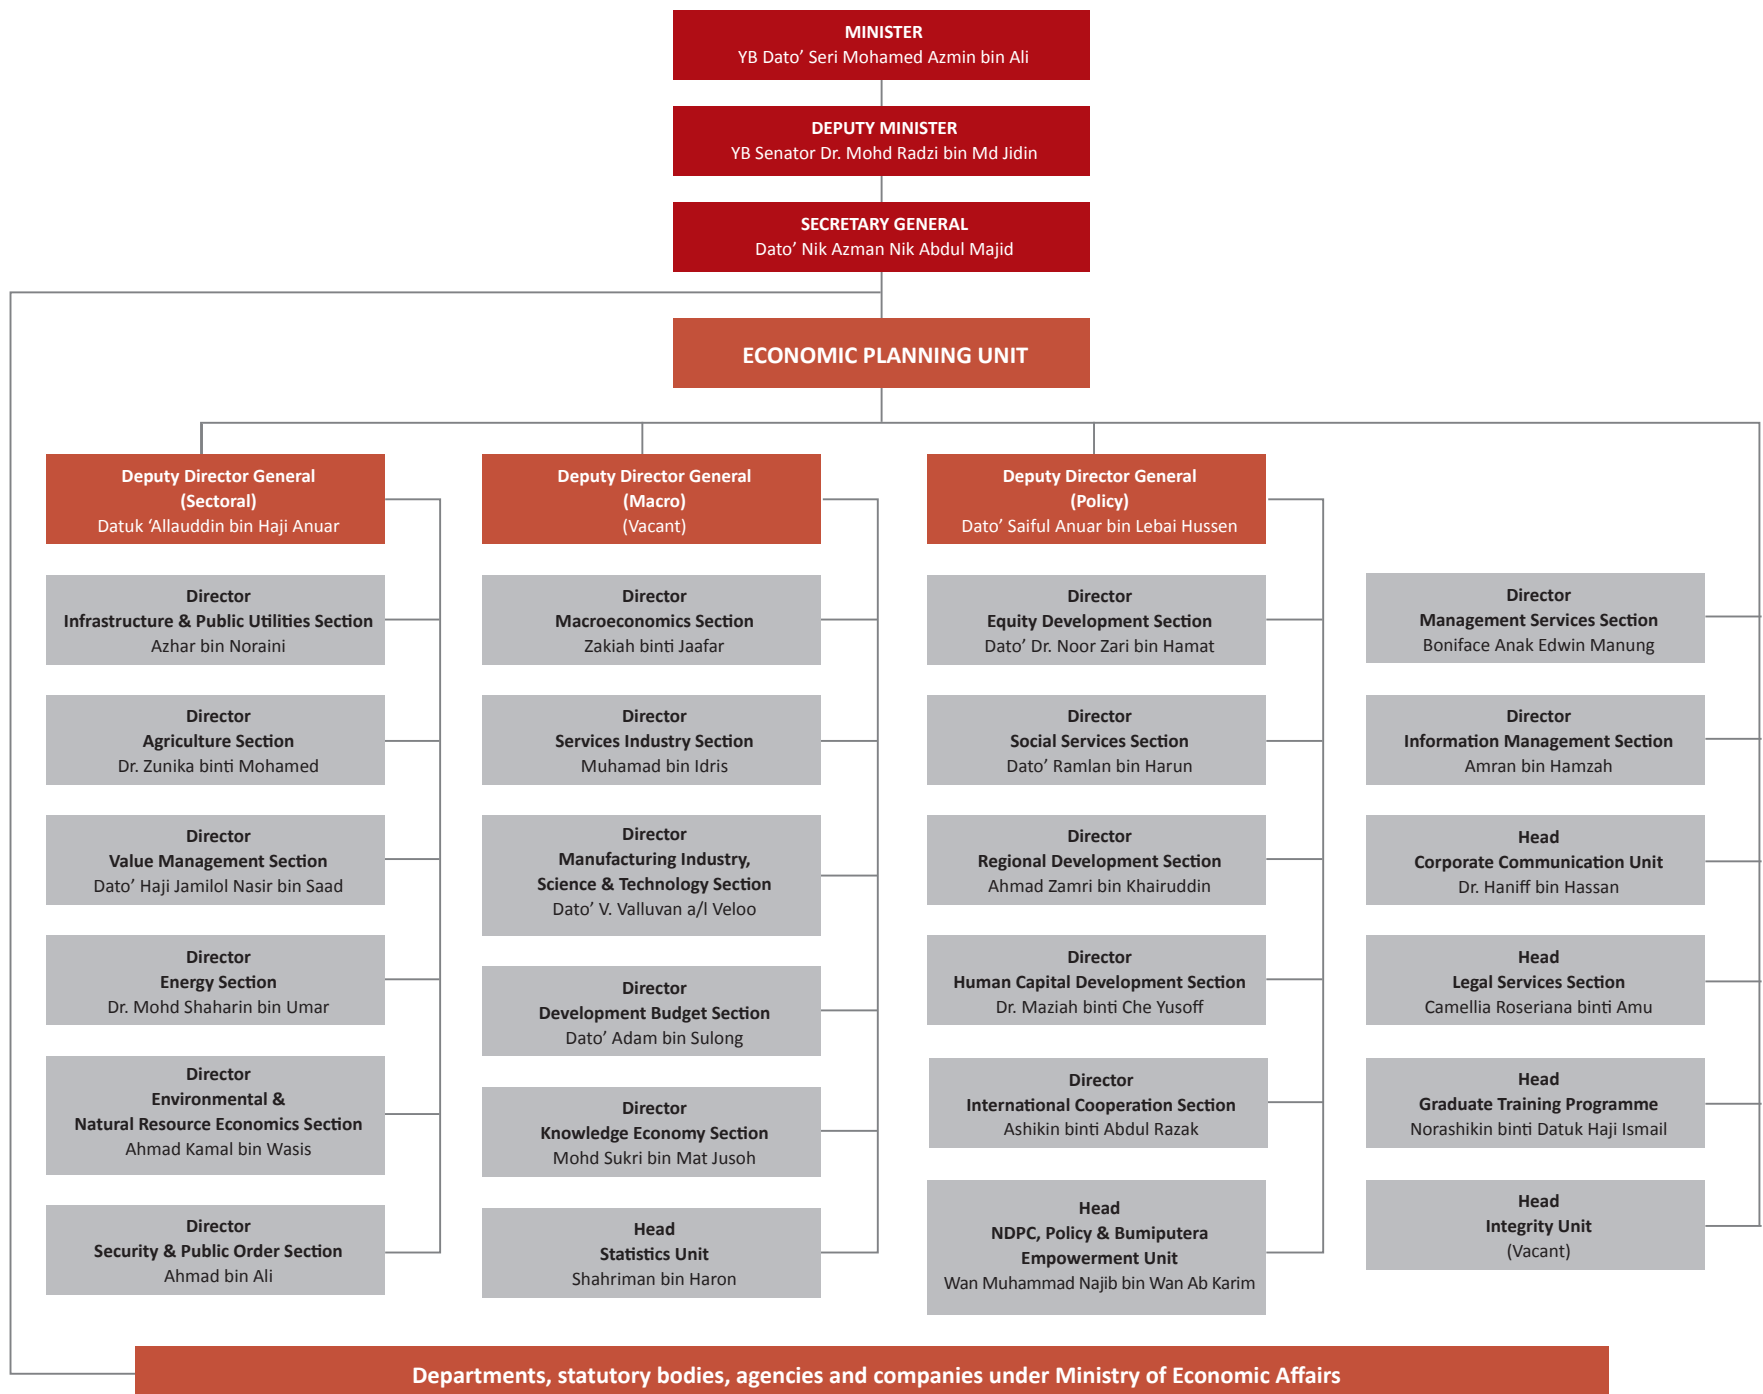 MINISTER
YB Dato’ Seri Mohamed Azmin bin Ali
DEPUTY MINISTER
YB Senator Dr. Mohd Radzi bin Md Jidin
SECRETARY GENERAL
Dato’ Nik Azman Nik Abdul Majid
ECONOMIC PLANNING UNIT
Deputy Director General
(Sectoral)
Datuk ‘Allauddin bin Haji Anuar
Director
Infrastructure & Public Utilities Section
Azhar bin Noraini
Director
Agriculture Section
Dr. Zunika binti Mohamed
Director
Value Management Section
Dato’ Haji Jamilol Nasir bin Saad
Director
Energy Section
Dr. Mohd Shaharin bin Umar
Director
Environmental &
Natural Resource Economics Section
Ahmad Kamal bin Wasis
Director
Security & Public Order Section
Ahmad bin Ali
Deputy Director General
(Macro)
(Vacant)
Director
Macroeconomics Section
Zakiah binti Jaafar
Director
Services Industry Section
Muhamad bin Idris
Director
Manufacturing Industry,
Science & Technology Section
Dato’ V. Valluvan a/l Veloo
Director
Development Budget Section
Dato’ Adam bin Sulong
Director
Knowledge Economy Section
Mohd Sukri bin Mat Jusoh
Head
Statistics Unit
Shahriman bin Haron
Deputy Director General
(Policy)
Dato’ Saiful Anuar bin Lebai Hussen
Director
Equity Development Section
Dato’ Dr. Noor Zari bin Hamat
Director
Social Services Section
Dato’ Ramlan bin Harun
Director
Regional Development Section
Ahmad Zamri bin Khairuddin
Director
Human Capital Development Section
Dr. Maziah binti Che Yusoff
Director
International Cooperation Section
Ashikin binti Abdul Razak
Head
NDPC, Policy & Bumiputera
Empowerment Unit
Wan Muhammad Najib bin Wan Ab Karim
Director
Management Services Section
Boniface Anak Edwin Manung
Director
Information Management Section
Amran bin Hamzah
Head
Corporate Communication Unit
Dr. Haniff bin Hassan
Head
Legal Services Section
Camellia Roseriana binti Amu
Head
Graduate Training Programme
Norashikin binti Datuk Haji Ismail
Head
Integrity Unit
(Vacant)
Departments, statutory bodies, agencies and companies under Ministry of Economic Affairs